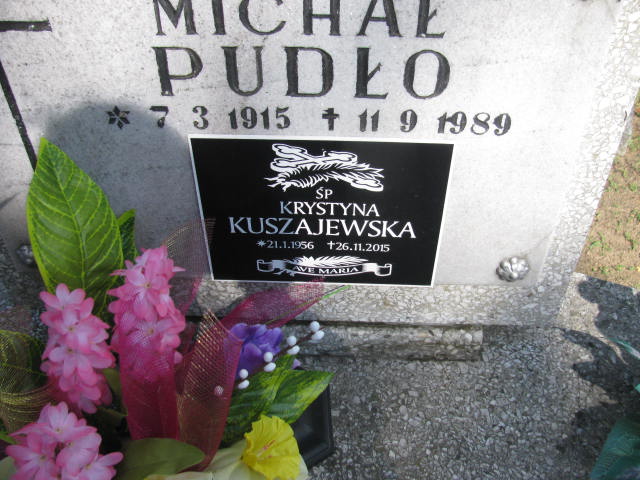 MICHAŁ
PUDŁO
* 7 3 1915 ✝ 11 9 1989
ŚP
KRYSTYNA
KUSZAJEWSKA
*21.1.1956 ✝26.11.2015
AVE MARIA